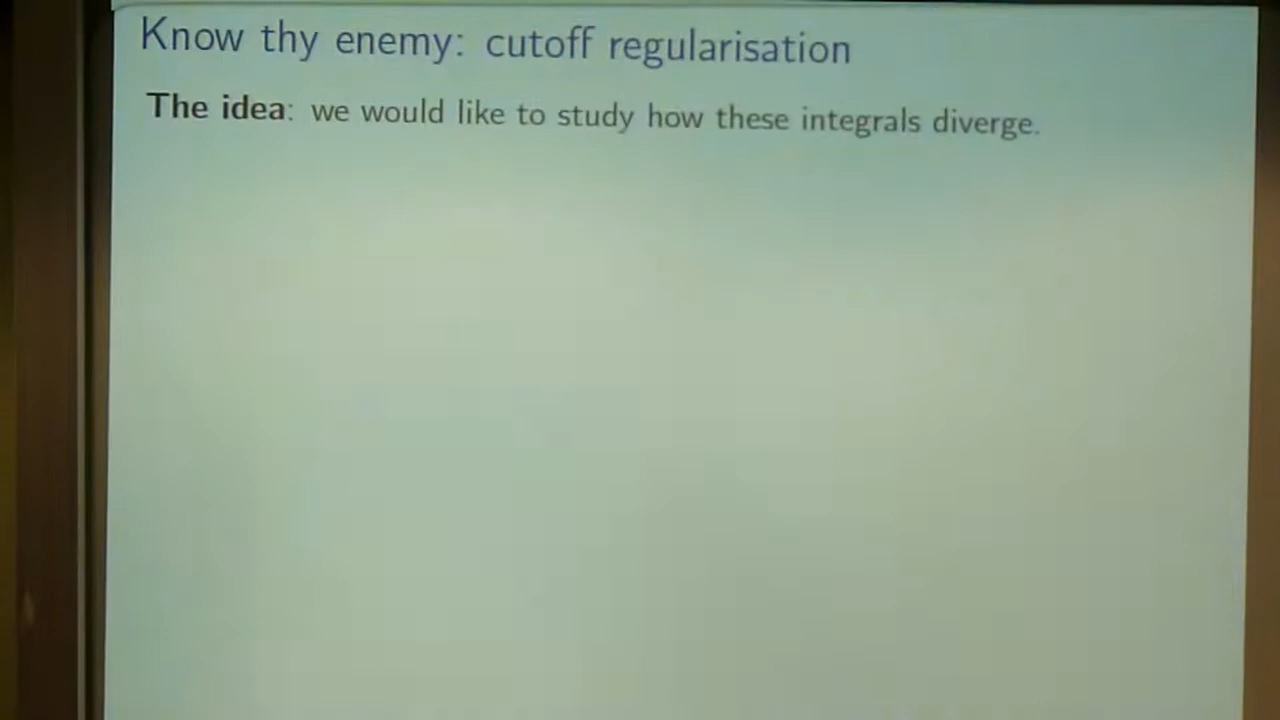 Know thy enemy: cutoff regularisation
The idea: we would like to study how these integrals diverge.